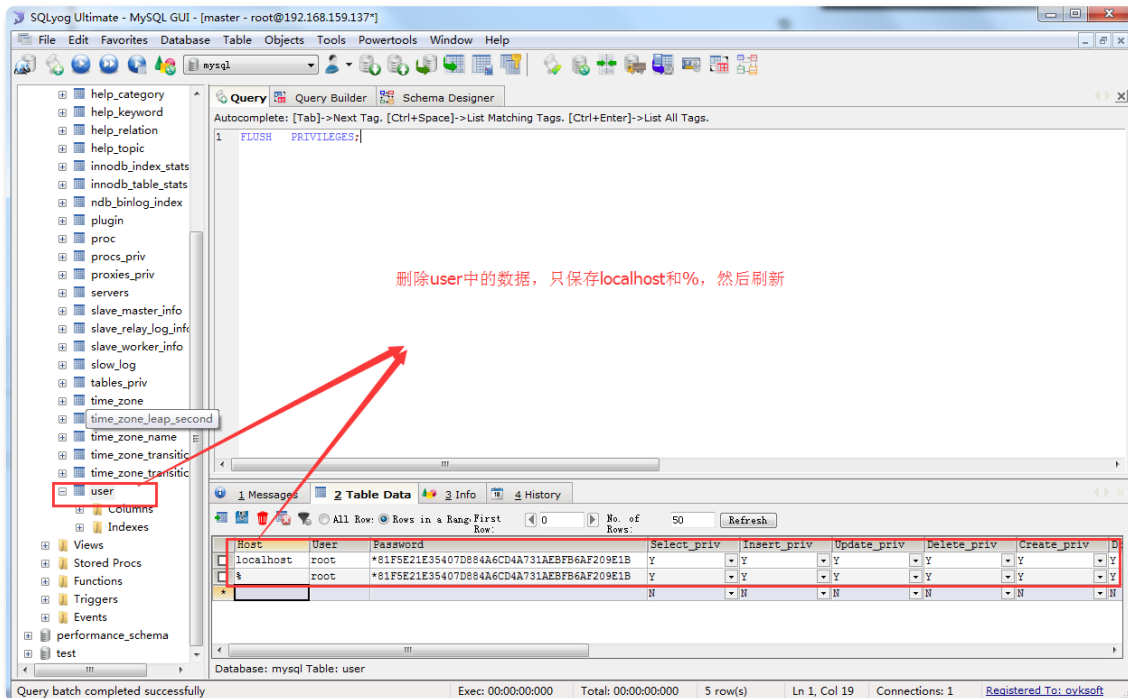 SQLyog Ultimate - MySQL GUI - [master - root@192.168.159.137*]
File Edit Favorites Database Table Objects Tools Powertools Window Help
mysql
help_category
help_keyword
help_relation
help_topic
innodb_index_stats
innodb_table_stats
ndb_binlog_index
plugin
proc
procs_priv
proxies_priv
servers
slave_master_info
slave_relay_log_info
slave_worker_info
slow_log
tables_priv
time_zone
time_zone_leap_second
time_zone_name
time_zone_transitic
time_zone_transitic
user
Columns
Indexes
Views
Stored Procs
Functions
Triggers
Events
performance_schema
test
Query Query Builder Schema Designer
Autocomplete: [Tab]->Next Tag. [Ctrl+Space]->List Matching Tags. [Ctrl+Enter]->List All Tags.
1 FLUSH PRIVILEGES;
删除user中的数据，只保存localhost和%，然后刷新
1 Messages 2 Table Data 3 Info 4 History
All Row: Rows in a Rang: First Row: 0 No. of Rows: 50 Refresh
Host User Password Select_priv Insert_priv Update_priv Delete_priv Create_priv
localhost root *81F5E21E35407D884A6CD4A731AEBFB6AF209E1B Y Y Y Y Y Y
% root *81F5E21E35407D884A6CD4A731AEBFB6AF209E1B Y Y Y Y Y Y
* N N N N N N
Database: mysql Table: user
Query batch completed successfully Exec: 00:00:00:000 Total: 00:00:00:000 5 row(s) Ln 1, Col 19 Connections: 1 Registered To: oyksoft